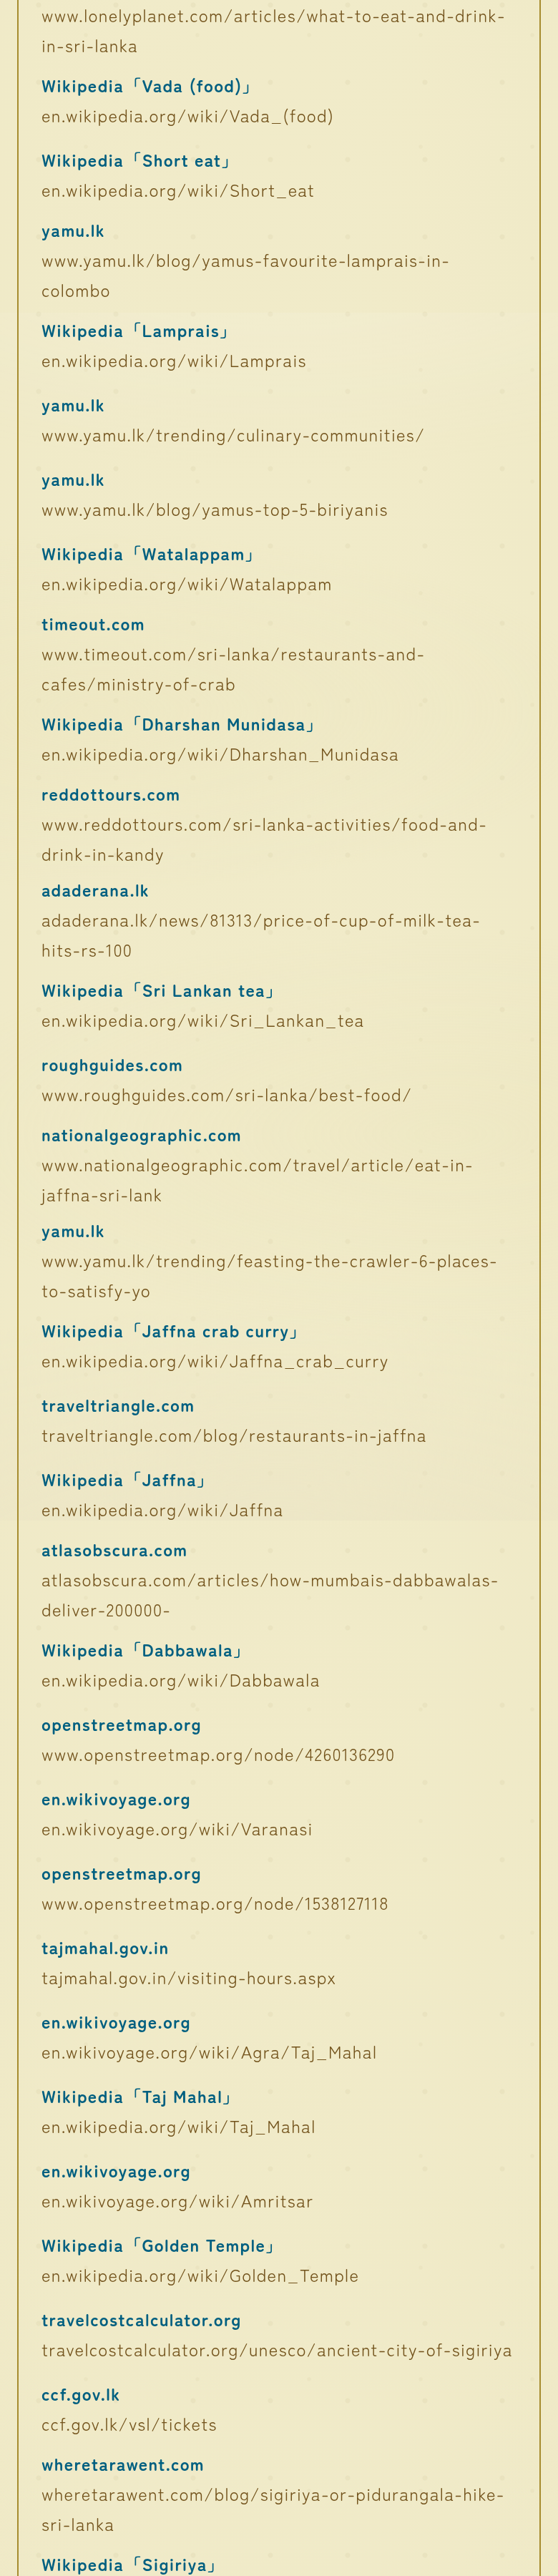 www.lonelyplanet.com/articles/what-to-eat-and-drink-
in-sri-lanka
Wikipedia「Vada (food)」
en.wikipedia.org/wiki/Vada_(food)
Wikipedia「Short eat」
en.wikipedia.org/wiki/Short_eat
yamu.lk
www.yamu.lk/blog/yamus-favourite-lamprais-in-
colombo
Wikipedia「Lamprais」
en.wikipedia.org/wiki/Lamprais
yamu.lk
www.yamu.lk/trending/culinary-communities/
yamu.lk
www.yamu.lk/blog/yamus-top-5-biriyanis
Wikipedia「Watalappam」
en.wikipedia.org/wiki/Watalappam
timeout.com
www.timeout.com/sri-lanka/restaurants-and-
cafes/ministry-of-crab
Wikipedia「Dharshan Munidasa」
en.wikipedia.org/wiki/Dharshan_Munidasa
reddottours.com
www.reddottours.com/sri-lanka-activities/food-and-
drink-in-kandy
adaderana.lk
adaderana.lk/news/81313/price-of-cup-of-milk-tea-
hits-rs-100
Wikipedia「Sri Lankan tea」
en.wikipedia.org/wiki/Sri_Lankan_tea
roughguides.com
www.roughguides.com/sri-lanka/best-food/
nationalgeographic.com
www.nationalgeographic.com/travel/article/eat-in-
jaffna-sri-lank
yamu.lk
www.yamu.lk/trending/feasting-the-crawler-6-places-
to-satisfy-yo
Wikipedia「Jaffna crab curry」
en.wikipedia.org/wiki/Jaffna_crab_curry
traveltriangle.com
traveltriangle.com/blog/restaurants-in-jaffna
Wikipedia「Jaffna」
en.wikipedia.org/wiki/Jaffna
atlasobscura.com
atlasobscura.com/articles/how-mumbais-dabbawalas-
deliver-200000-
Wikipedia「Dabbawala」
en.wikipedia.org/wiki/Dabbawala
openstreetmap.org
www.openstreetmap.org/node/4260136290
en.wikivoyage.org
en.wikivoyage.org/wiki/Varanasi
openstreetmap.org
www.openstreetmap.org/node/1538127118
tajmahal.gov.in
tajmahal.gov.in/visiting-hours.aspx
en.wikivoyage.org
en.wikivoyage.org/wiki/Agra/Taj_Mahal
Wikipedia「Taj Mahal」
en.wikipedia.org/wiki/Taj_Mahal
en.wikivoyage.org
en.wikivoyage.org/wiki/Amritsar
Wikipedia「Golden Temple」
en.wikipedia.org/wiki/Golden_Temple
travelcostcalculator.org
travelcostcalculator.org/unesco/ancient-city-of-sigiriya
ccf.gov.lk
ccf.gov.lk/vsl/tickets
wheretarawent.com
wheretarawent.com/blog/sigiriya-or-pidurangala-hike-
sri-lanka
Wikipedia「Sigiriya」